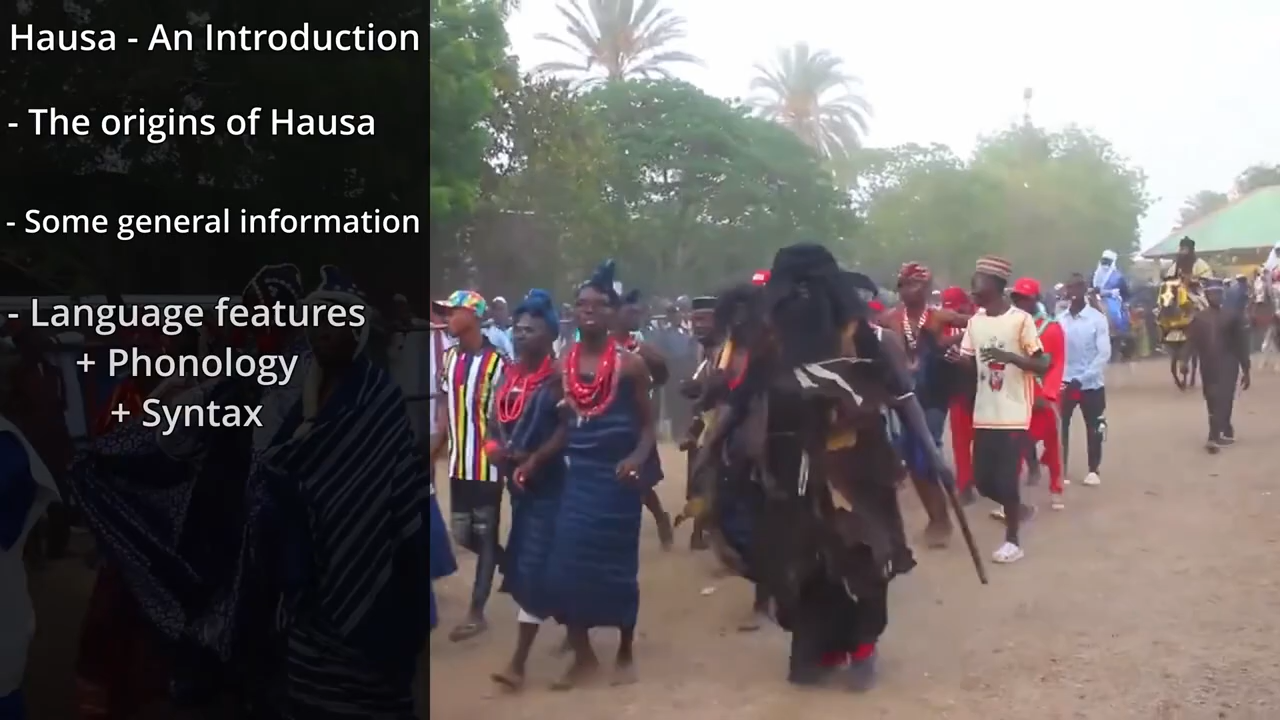 Hausa - An Introduction
- The origins of Hausa
- Some general information
- Language features
+ Phonology
+ Syntax